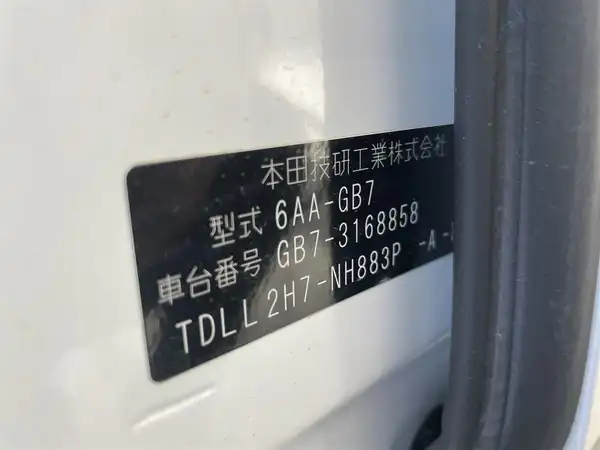 本田技研工業株式会社
型式 6AA-GB7
車台番号 GB7-3168858
TDLL 2H7-NH883P -A -